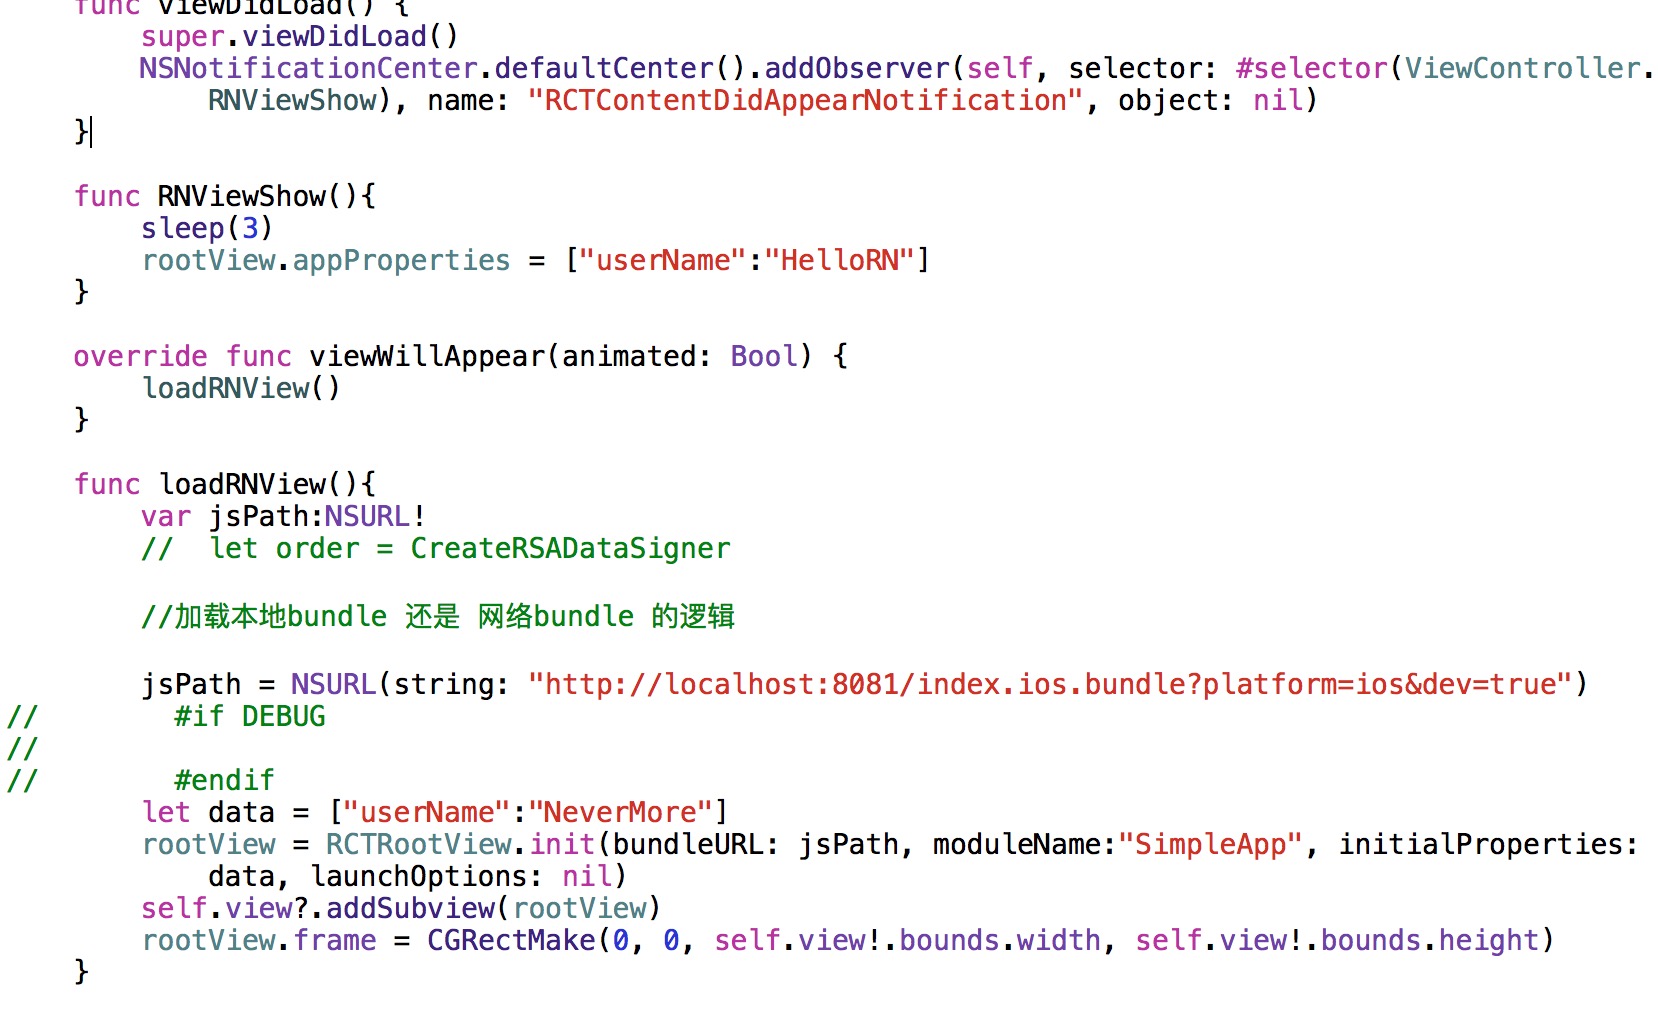 func viewDidLoad() {
super.viewDidLoad()
NSNotificationCenter.defaultCenter().addObserver(self, selector: #selector(ViewController.
RNViewShow), name: "RCTContentDidAppearNotification", object: nil)
}
func RNViewShow(){
sleep(3)
rootView.appProperties = ["userName":"HelloRN"]
}
override func viewWillAppear(animated: Bool) {
loadRNView()
}
func loadRNView(){
var jsPath:NSURL!
//  let order = CreateRSADataSigner
//加载本地bundle 还是 网络bundle 的逻辑
jsPath = NSURL(string: "http://localhost:8081/index.ios.bundle?platform=ios&dev=true")
//        #if DEBUG
//
//        #endif
let data = ["userName":"NeverMore"]
rootView = RCTRootView.init(bundleURL: jsPath, moduleName:"SimpleApp", initialProperties:
data, launchOptions: nil)
self.view?.addSubview(rootView)
rootView.frame = CGRectMake(0, 0, self.view!.bounds.width, self.view!.bounds.height)
}